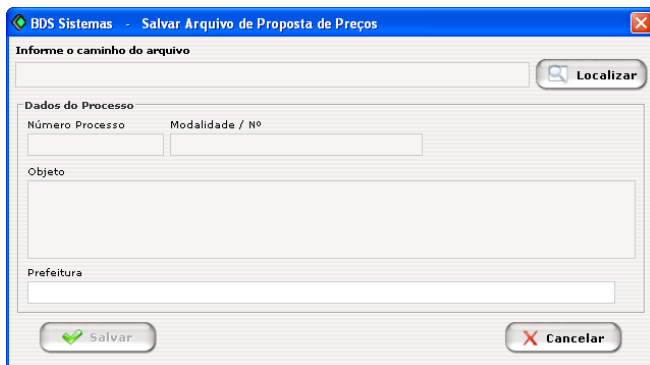 BDS Sistemas - Salvar Arquivo de Proposta de Preços
Informe o caminho do arquivo
Localizar
Dados do Processo
Número Processo Modalidade / Nº
Objeto
Prefeitura
Salvar Cancelar